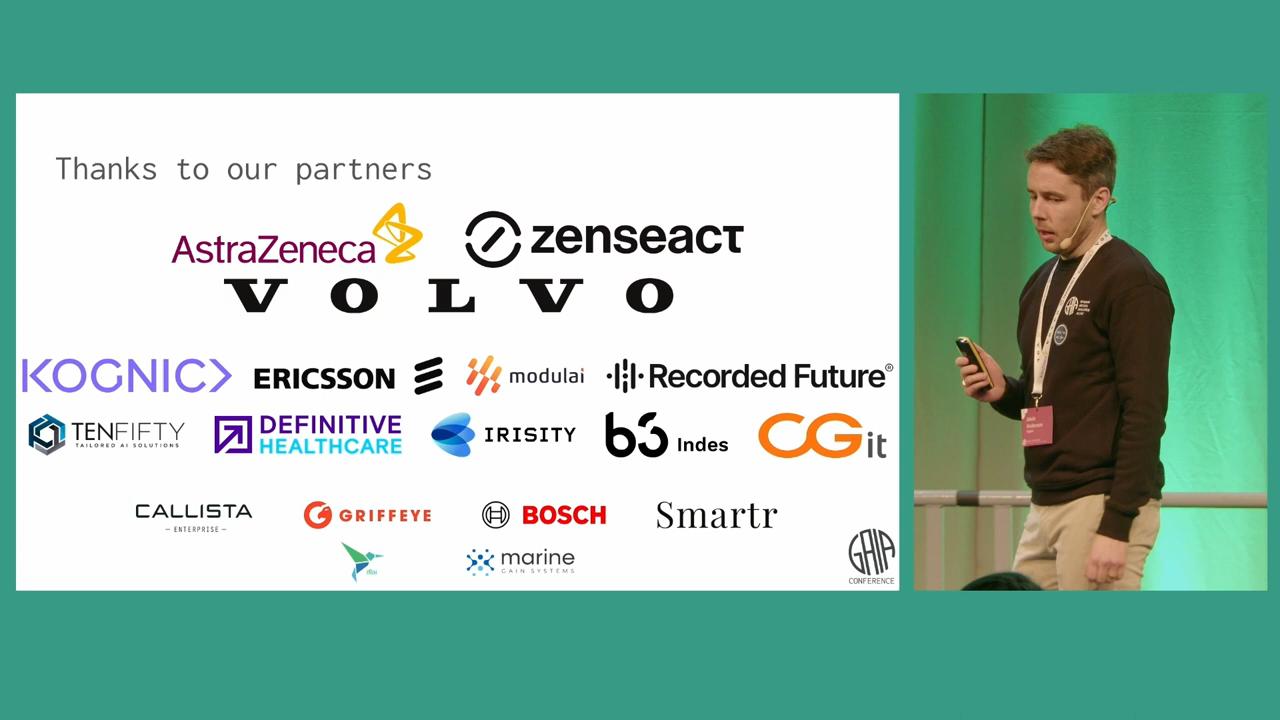 Thanks to our partners
AstraZeneca zenseact
VOLVO
KOGNIC ERICSSON modulai Recorded Future®
TENFIFTY
TAILORED AI SOLUTIONS
DEFINITIVE
HEALTHCARE
IRISITY
b3 Indes
CGit
CALLISTA
— ENTERPRISE —
GRIFFEYE
BOSCH
Smartr
marine
GAIN SYSTEMS
GAIA
CONFERENCE
GAIA